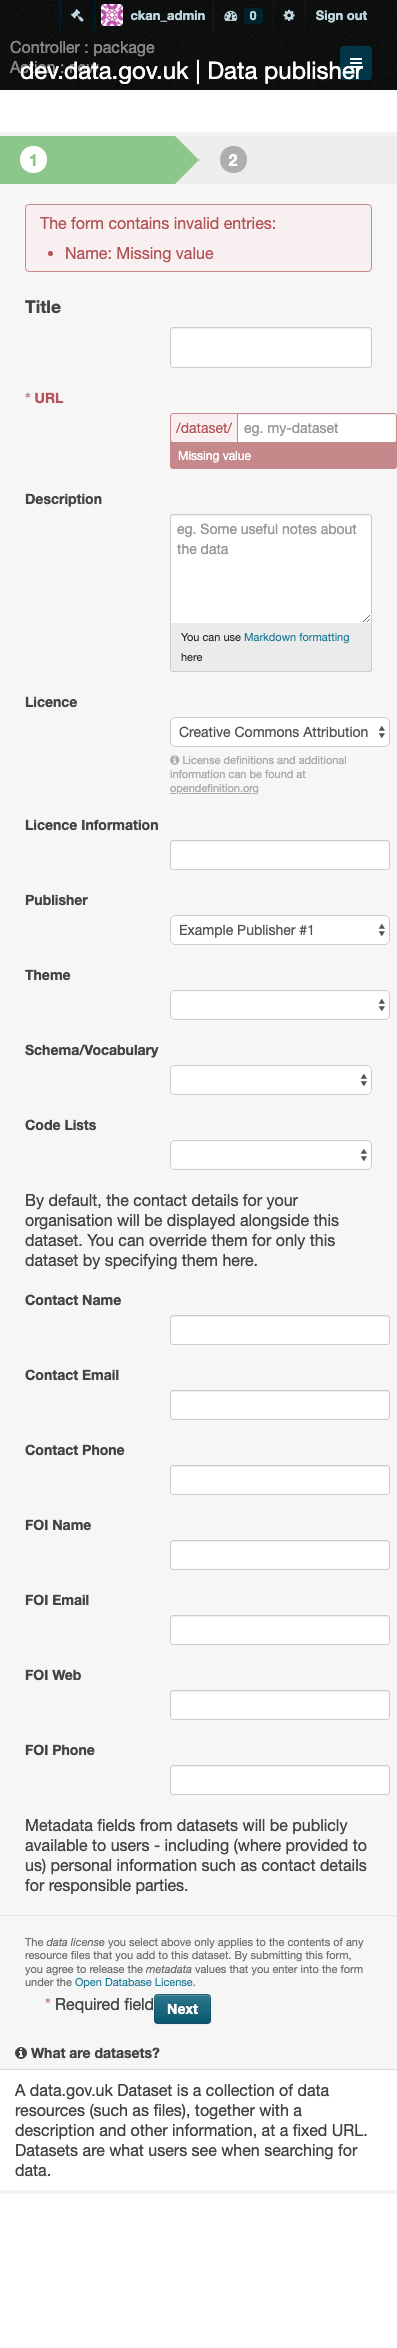 ckan_admin 0 Sign out
Controller : package
Action : new
dev.data.gov.uk | Data publisher
1 2
The form contains invalid entries:
Name: Missing value
Title
* URL
/dataset/ eg. my-dataset
Missing value
Description
eg. Some useful notes about
the data
You can use Markdown formatting
here
Licence
Creative Commons Attribution
License definitions and additional
information can be found at
opendefinition.org
Licence Information
Publisher
Example Publisher #1
Theme
Schema/Vocabulary
Code Lists
By default, the contact details for your
organisation will be displayed alongside this
dataset. You can override them for only this
dataset by specifying them here.
Contact Name
Contact Email
Contact Phone
FOI Name
FOI Email
FOI Web
FOI Phone
Metadata fields from datasets will be publicly
available to users - including (where provided to
us) personal information such as contact details
for responsible parties.
The data license you select above only applies to the contents of any
resource files that you add to this dataset. By submitting this form,
you agree to release the metadata values that you enter into the form
under the Open Database License.
* Required field Next
What are datasets?
A data.gov.uk Dataset is a collection of data
resources (such as files), together with a
description and other information, at a fixed URL.
Datasets are what users see when searching for
data.